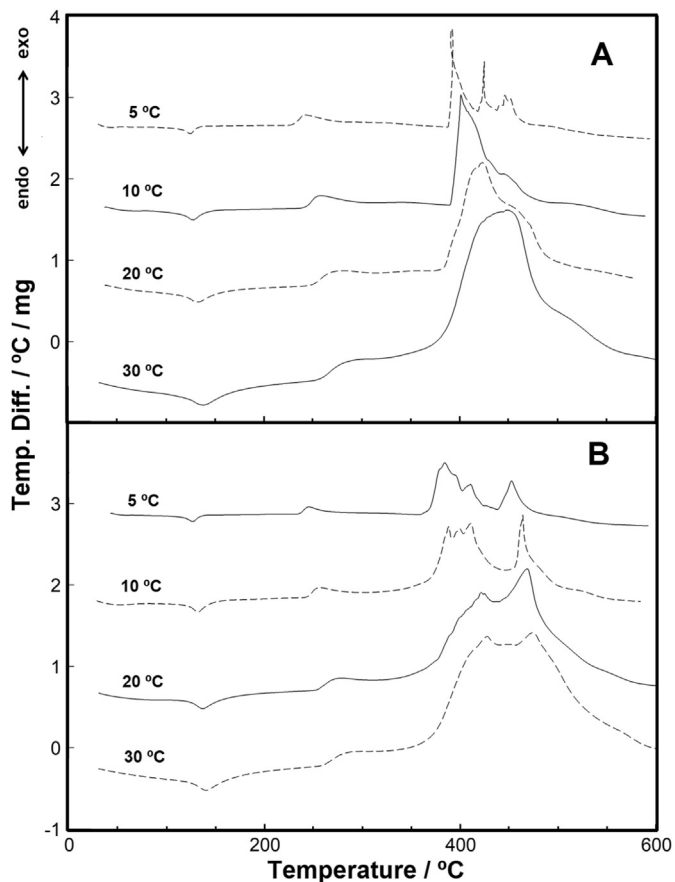 4
3
2
1
0
3
2
1
0
-1
endo ⟷ exo
Temp. Diff. / ºC / mg
A
5 ºC
10 ºC
20 ºC
30 ºC
B
5 ºC
10 ºC
20 ºC
30 ºC
0 200 400 600
Temperature / ºC